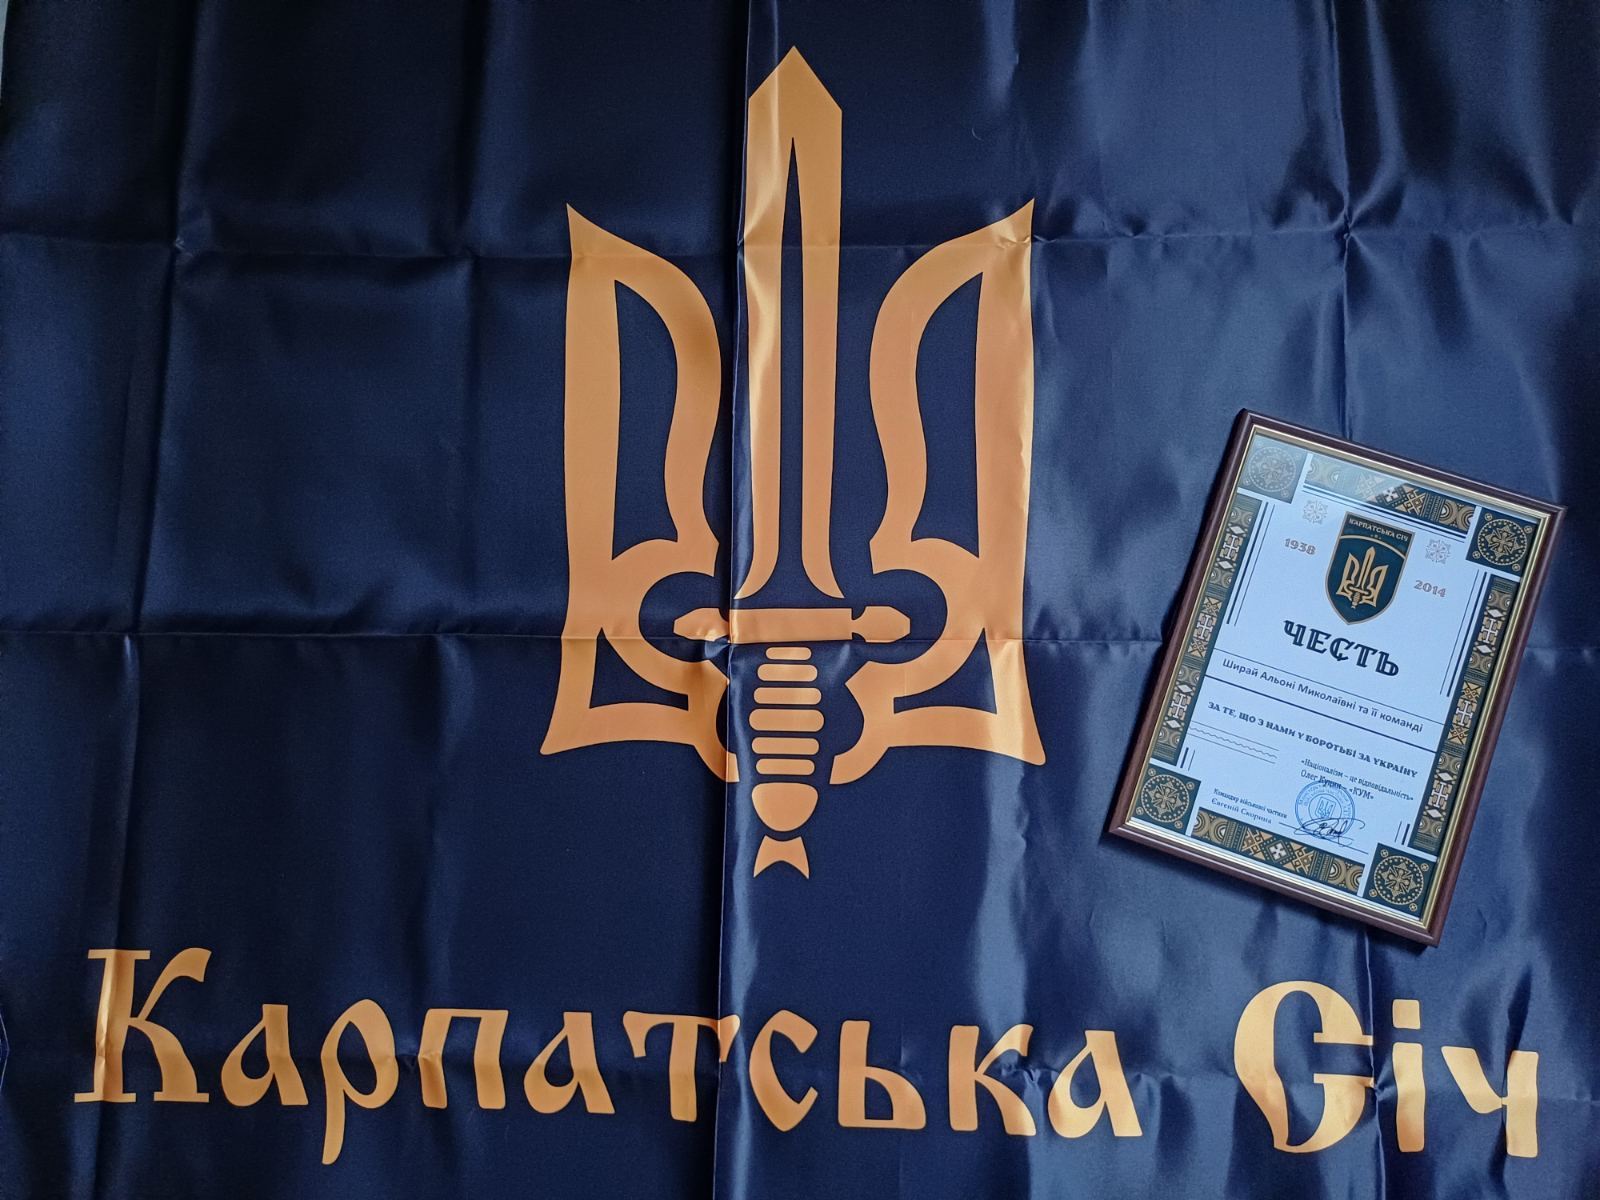 КАРПАТСЬКА СІЧ
1938
2014
ЧЕСТЬ
Ширай Альоні Миколаївні та її команді
ЗА ТЕ, ЩО З НАМИ У БОРОТЬБІ ЗА УКРАЇНУ
«Націоналізм – це відповідальність»
Олег Куцин – «КУМ»
Командир військової частини
Євгеній Скорина
Карпатська Січ